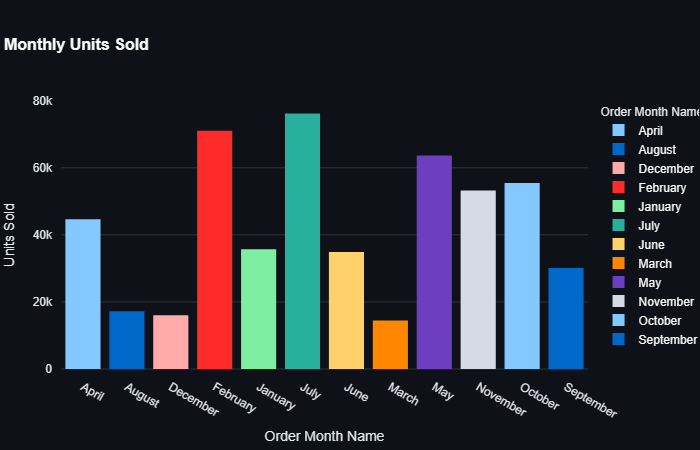 Monthly Units Sold
80k
60k
40k
20k
0
Units Sold
April
August
December
February
January
July
June
March
May
November
October
September
Order Month Name
Order Month Name
April
August
December
February
January
July
June
March
May
November
October
September